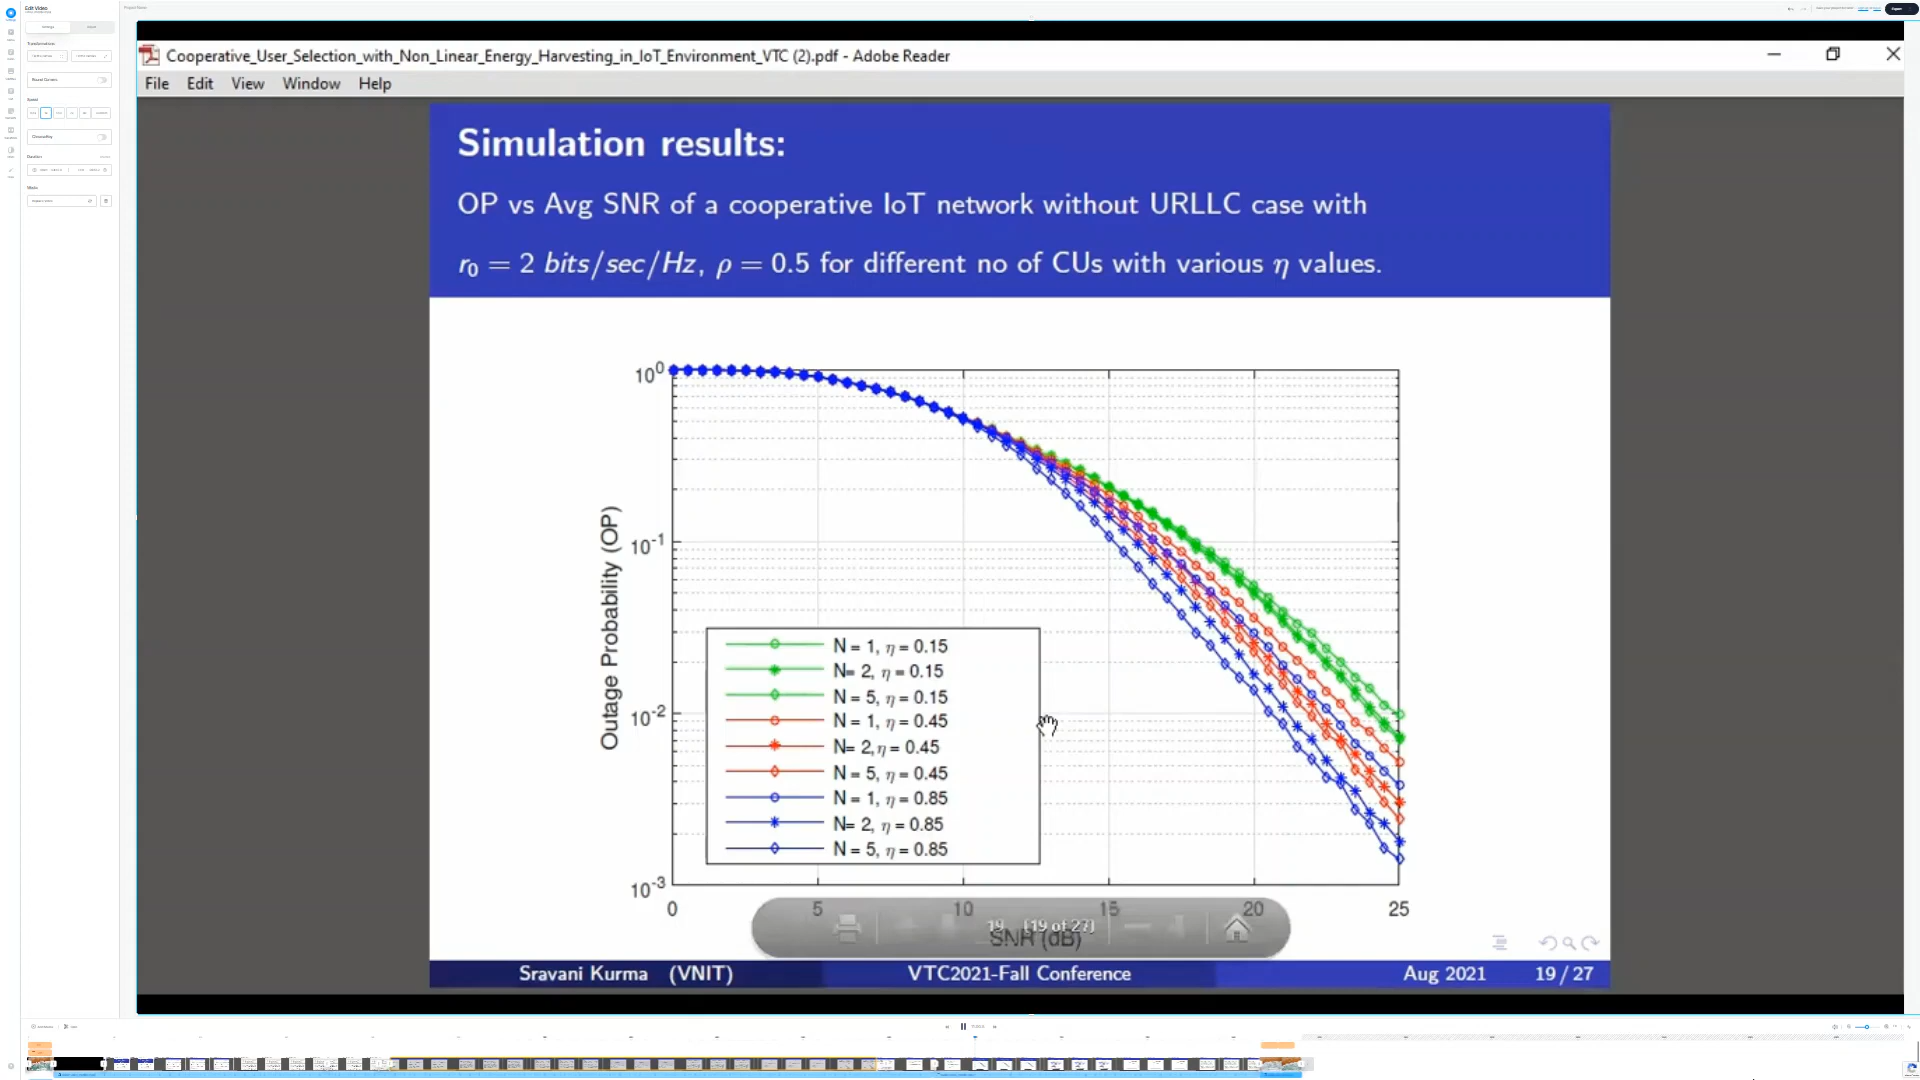 Edit Video
Cooperative_User_Selection_with_Non_Linear_Energy_Harvesting_in_IoT_Environment_VTC (2).pdf - Adobe Reader
File Edit View Window Help
Simulation results:
OP vs Avg SNR of a cooperative IoT network without URLLC case with
r₀ = 2 bits/sec/Hz, ρ = 0.5 for different no of CUs with various η values.
10⁰
10⁻¹
10⁻²
10⁻³
Outage Probability (OP)
N = 1, η = 0.15
N= 2, η = 0.15
N = 5, η = 0.15
N = 1, η = 0.45
N= 2, η = 0.45
N = 5, η = 0.45
N = 1, η = 0.85
N= 2, η = 0.85
N = 5, η = 0.85
0 5 10 15 20 25
19 (19 of 27)
SNR (dB)
Sravani Kurma (VNIT) VTC2021-Fall Conference Aug 2021 19 / 27